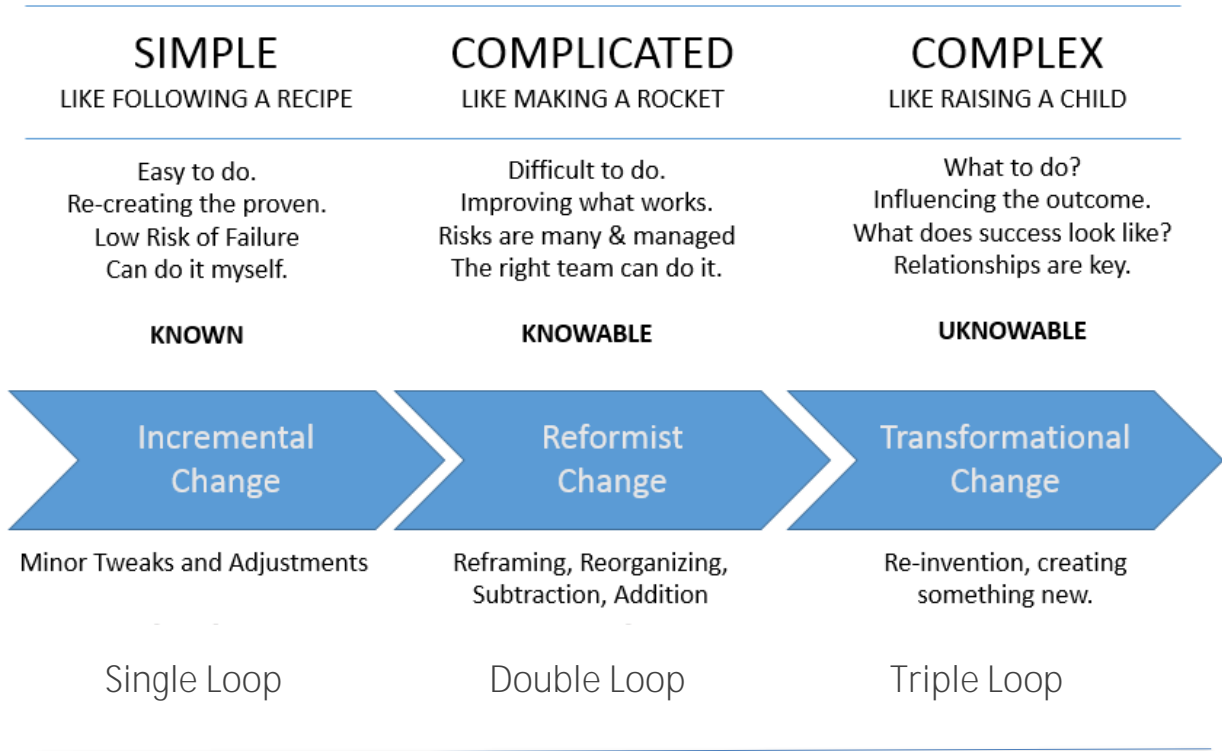 SIMPLE
LIKE FOLLOWING A RECIPE
Easy to do.
Re-creating the proven.
Low Risk of Failure
Can do it myself.
KNOWN
Incremental
Change
Minor Tweaks and Adjustments
Single Loop
COMPLICATED
LIKE MAKING A ROCKET
Difficult to do.
Improving what works.
Risks are many & managed
The right team can do it.
KNOWABLE
Reformist
Change
Reframing, Reorganizing,
Subtraction, Addition
Double Loop
COMPLEX
LIKE RAISING A CHILD
What to do?
Influencing the outcome.
What does success look like?
Relationships are key.
UKNOWABLE
Transformational
Change
Re-invention, creating
something new.
Triple Loop